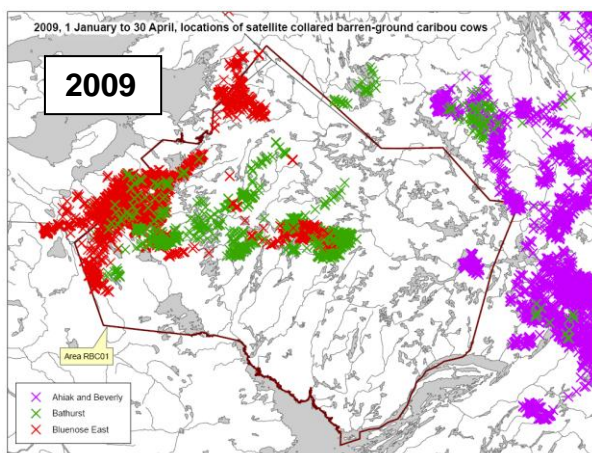 2009, 1 January to 30 April, locations of satellite collared barren-ground caribou cows
2009
Area RBC01
Ahiak and Beverly
Bathurst
Bluenose East